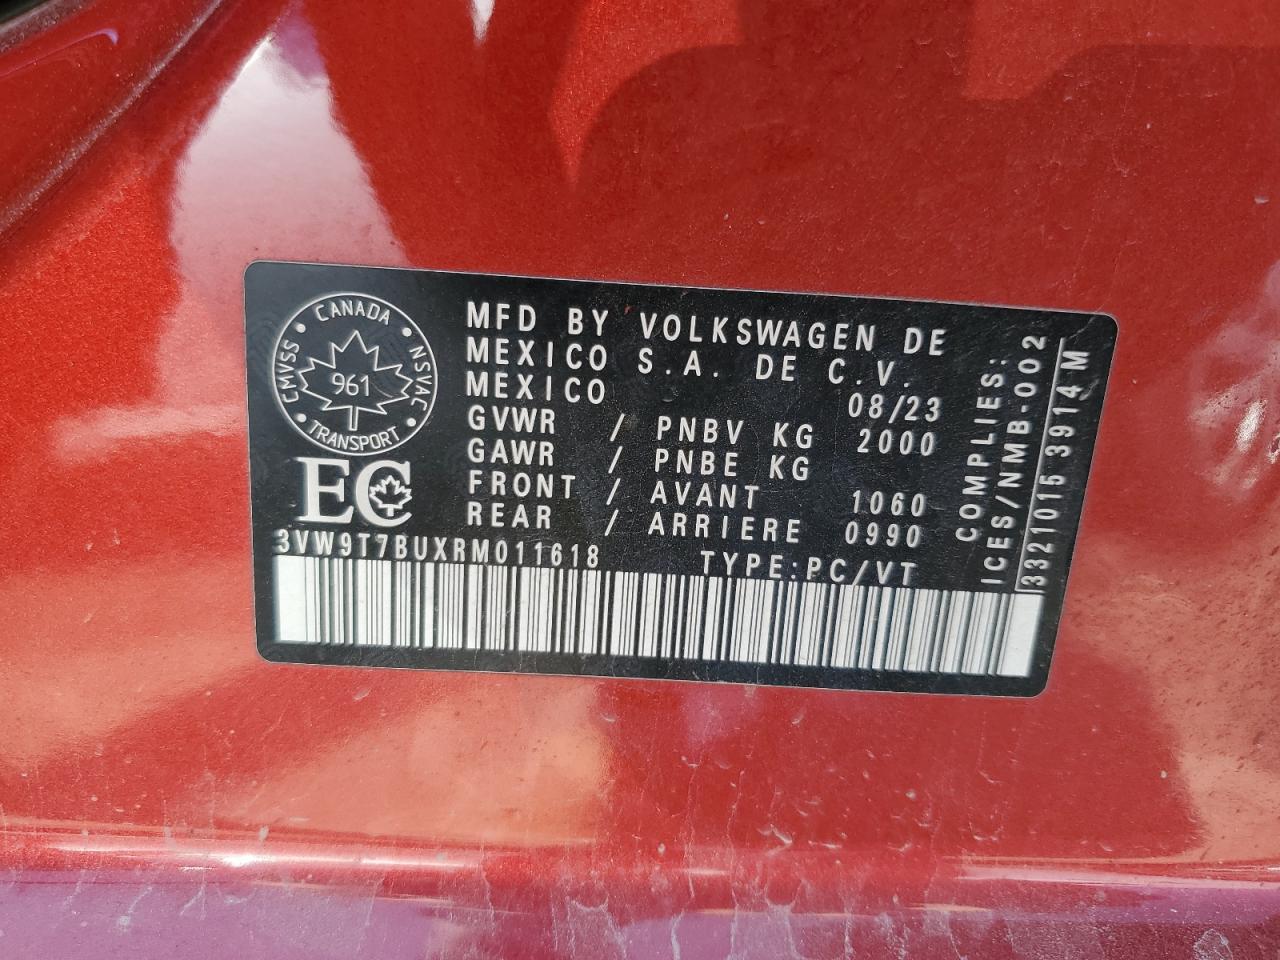 CANADA
CMVSS
NSVAC
961
TRANSPORT
EC
MFD BY VOLKSWAGEN DE
MEXICO S.A. DE C.V.
MEXICO 08/23
GVWR / PNBV KG 2000
GAWR / PNBE KG
FRONT / AVANT 1060
REAR / ARRIERE 0990
3VW9T7BUXRM011618 TYPE:PC/VT
COMPLIES:
ICES/NMB-002
3321015 3914 M